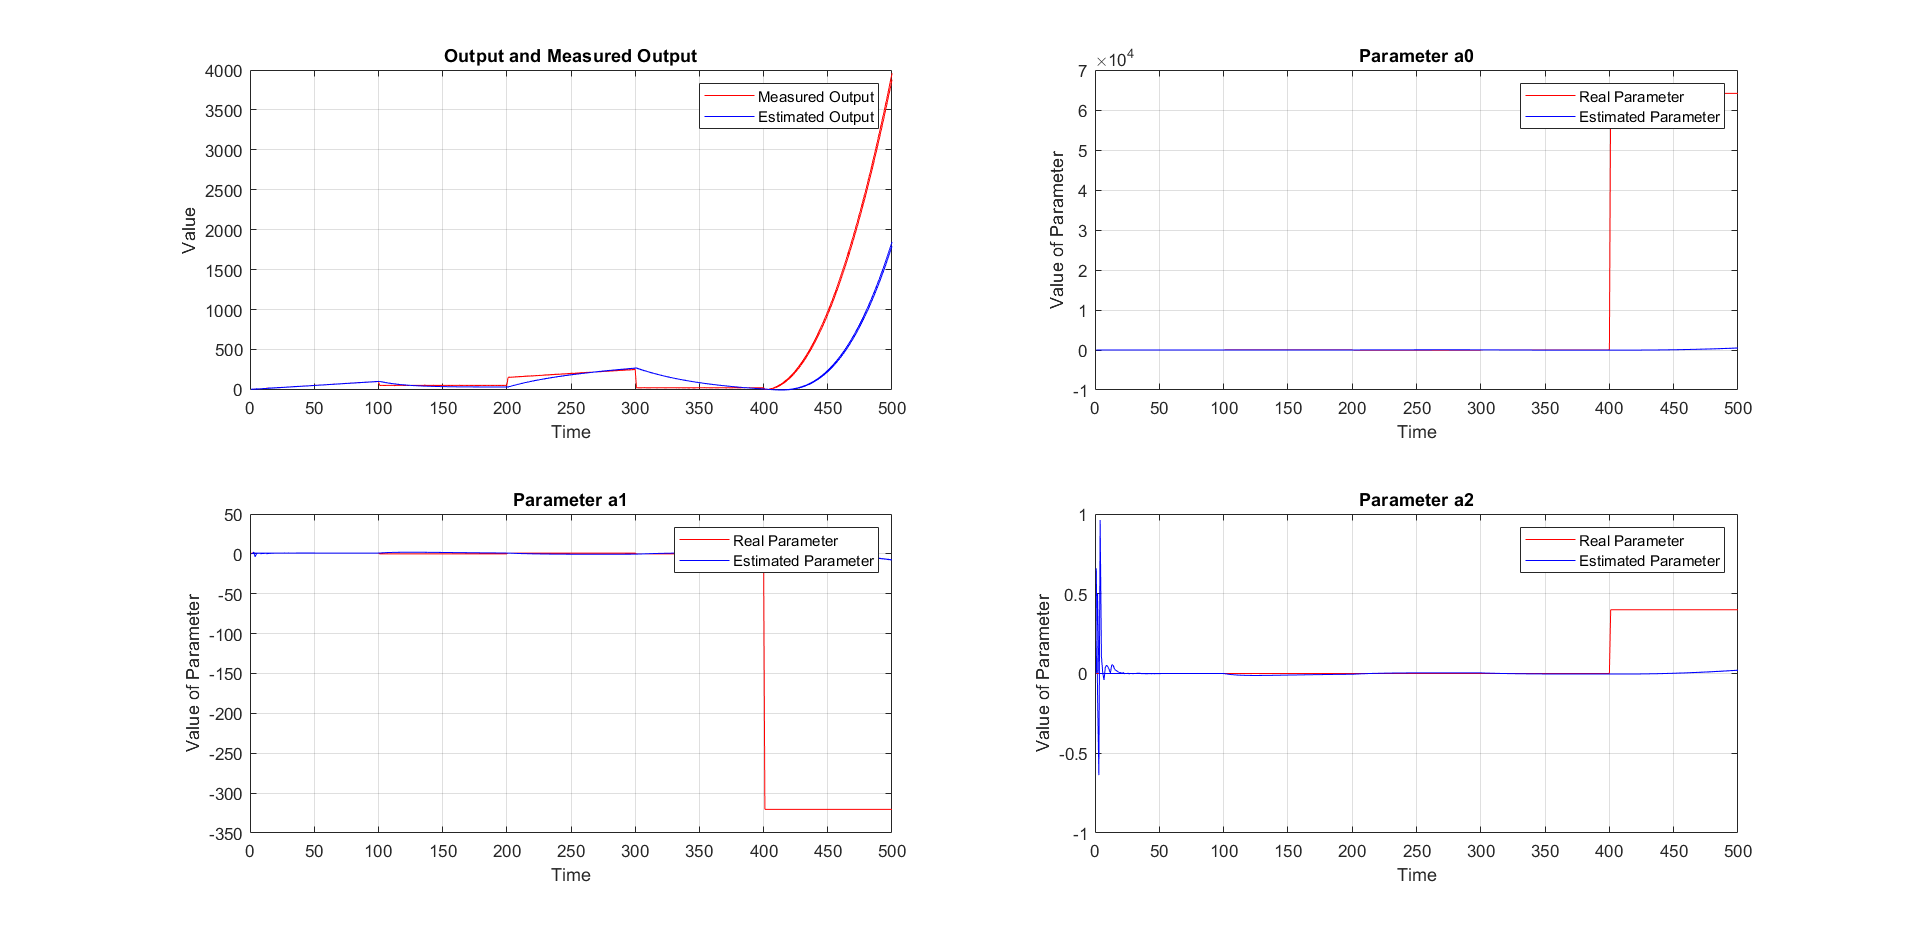 Output and Measured Output
4000
3500
3000
2500
2000
1500
1000
500
0
Value
Measured Output
Estimated Output
0 50 100 150 200 250 300 350 400 450 500
Time
Parameter a0
×10⁴
7
6
5
4
3
2
1
0
-1
Value of Parameter
Real Parameter
Estimated Parameter
0 50 100 150 200 250 300 350 400 450 500
Time
Parameter a1
50
0
-50
-100
-150
-200
-250
-300
-350
Value of Parameter
Real Parameter
Estimated Parameter
0 50 100 150 200 250 300 350 400 450 500
Time
Parameter a2
1
0.5
0
-0.5
-1
Value of Parameter
Real Parameter
Estimated Parameter
0 50 100 150 200 250 300 350 400 450 500
Time